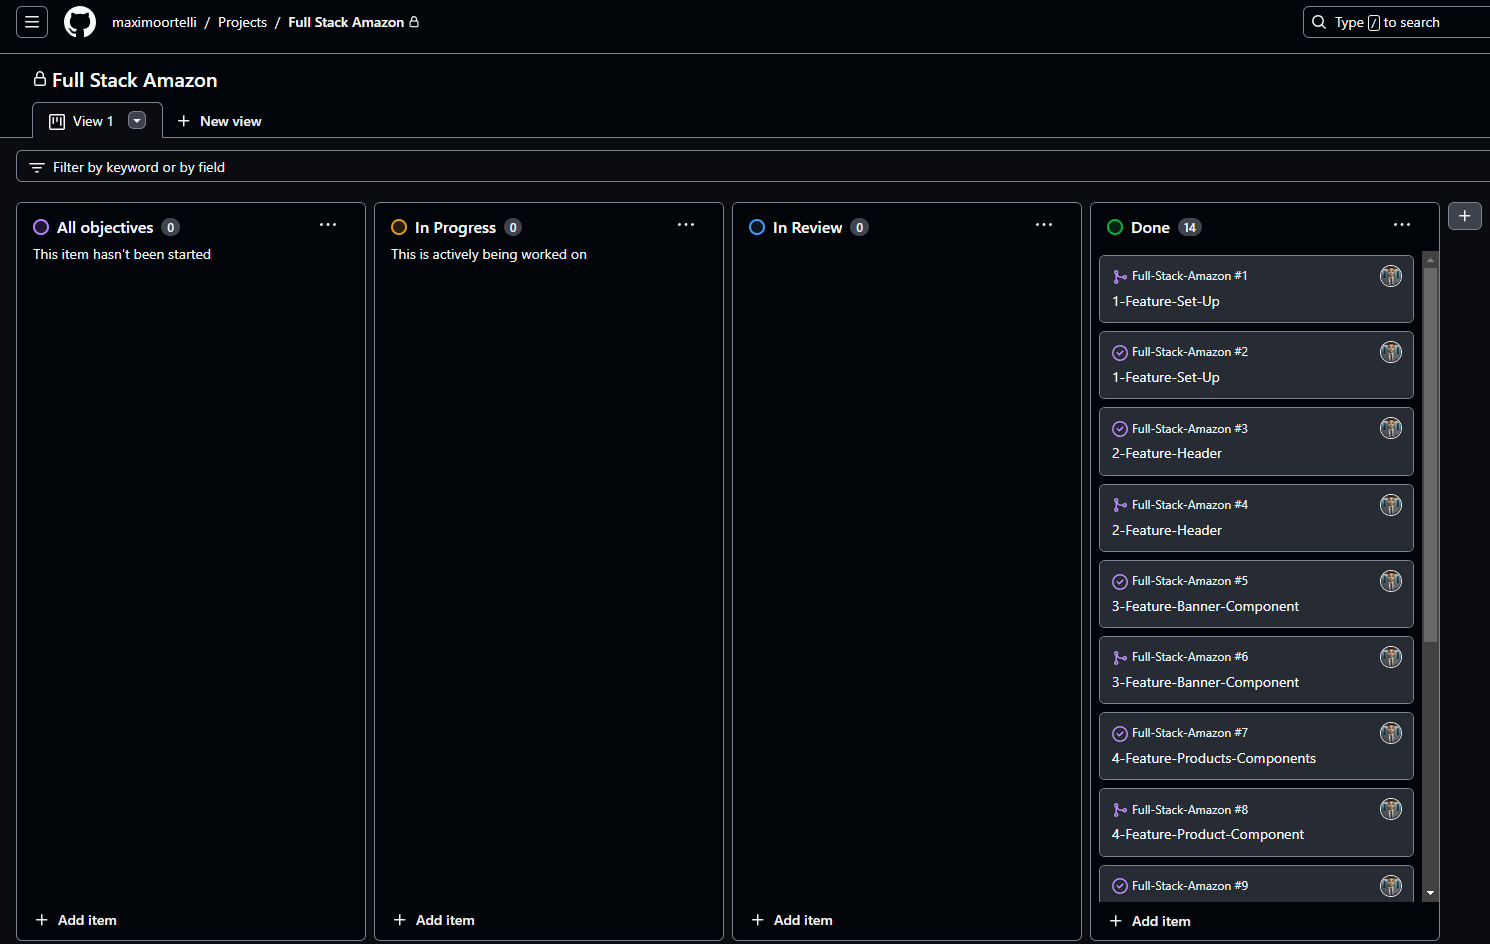 maximoortelli / Projects / Full Stack Amazon
Type / to search
Full Stack Amazon
View 1
New view
Filter by keyword or by field
All objectives 0
This item hasn't been started
Add item
In Progress 0
This is actively being worked on
Add item
In Review 0
Add item
Done 14
Full-Stack-Amazon #1
1-Feature-Set-Up
Full-Stack-Amazon #2
1-Feature-Set-Up
Full-Stack-Amazon #3
2-Feature-Header
Full-Stack-Amazon #4
2-Feature-Header
Full-Stack-Amazon #5
3-Feature-Banner-Component
Full-Stack-Amazon #6
3-Feature-Banner-Component
Full-Stack-Amazon #7
4-Feature-Products-Components
Full-Stack-Amazon #8
4-Feature-Product-Component
Full-Stack-Amazon #9
Add item